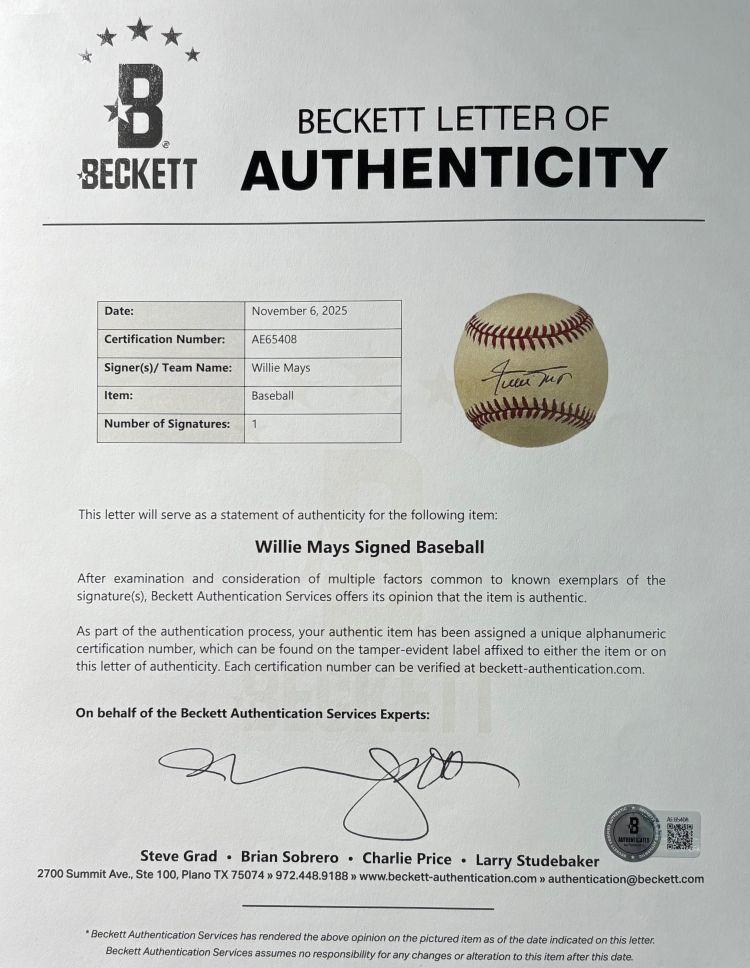 B
BECKETT
BECKETT LETTER OF
AUTHENTICITY
Date: November 6, 2025
Certification Number: AE65408
Signer(s)/ Team Name: Willie Mays
Item: Baseball
Number of Signatures: 1
Willie Mays
This letter will serve as a statement of authenticity for the following item:
Willie Mays Signed Baseball
After examination and consideration of multiple factors common to known exemplars of the
signature(s), Beckett Authentication Services offers its opinion that the item is authentic.
As part of the authentication process, your authentic item has been assigned a unique alphanumeric
certification number, which can be found on the tamper-evident label affixed to either the item or on
this letter of authenticity. Each certification number can be verified at beckett-authentication.com.
BECKETT
On behalf of the Beckett Authentication Services Experts:
B
AUTHENTICATED
AE65408
Steve Grad • Brian Sobrero • Charlie Price • Larry Studebaker
2700 Summit Ave., Ste 100, Plano TX 75074 » 972.448.9188 » www.beckett-authentication.com » authentication@beckett.com
* Beckett Authentication Services has rendered the above opinion on the pictured item as of the date indicated on this letter.
Beckett Authentication Services assumes no responsibility for any changes or alteration to this item after this date.